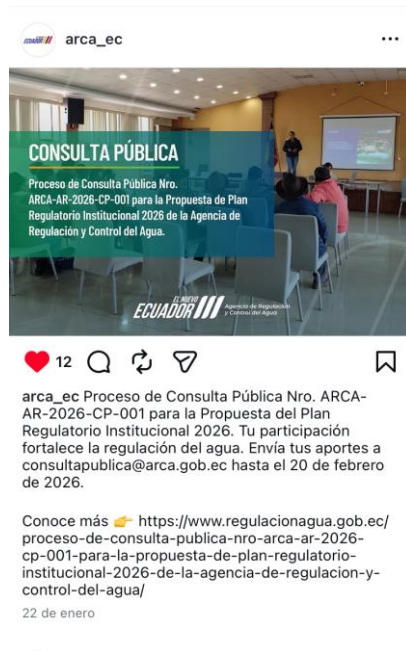 arca_ec
CONSULTA PÚBLICA
Proceso de Consulta Pública Nro.
ARCA-AR-2026-CP-001 para la Propuesta de Plan
Regulatorio Institucional 2026 de la Agencia de
Regulación y Control del Agua.
EL NUEVO
ECUADOR
Agencia de Regulación
y Control del Agua
12
arca_ec Proceso de Consulta Pública Nro. ARCA-
AR-2026-CP-001 para la Propuesta del Plan
Regulatorio Institucional 2026. Tu participación
fortalece la regulación del agua. Envía tus aportes a
consultapublica@arca.gob.ec hasta el 20 de febrero
de 2026.
Conoce más 👉 https://www.regulacionagua.gob.ec/
proceso-de-consulta-publica-nro-arca-ar-2026-
cp-001-para-la-propuesta-de-plan-regulatorio-
institucional-2026-de-la-agencia-de-regulacion-y-
control-del-agua/
22 de enero